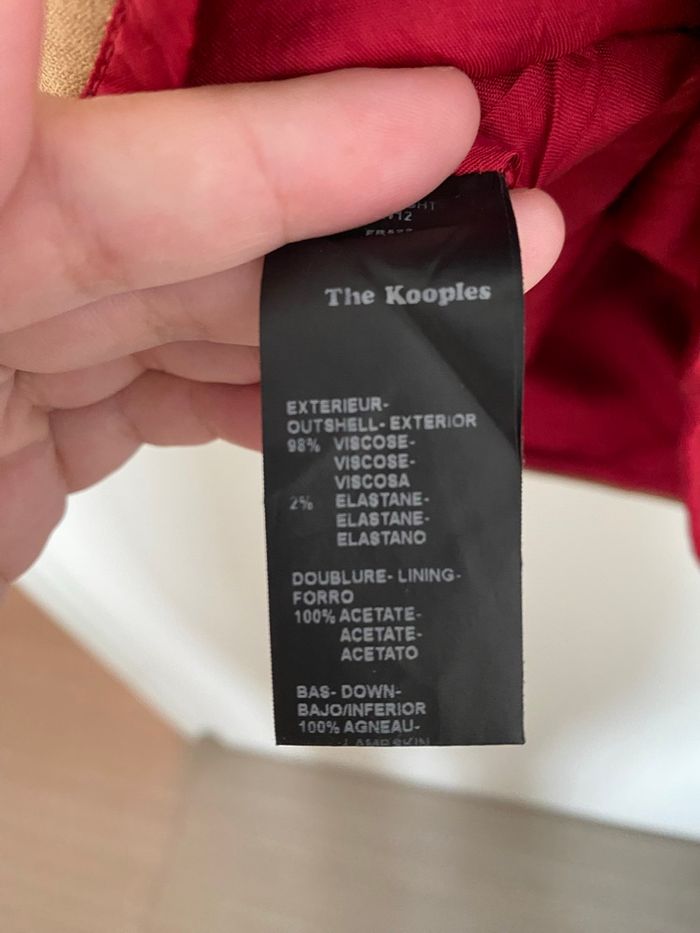 The Kooples
EXTERIEUR-
OUTSHELL- EXTERIOR
98% VISCOSE-
VISCOSE-
VISCOSA
2% ELASTANE-
ELASTANE-
ELASTANO
DOUBLURE- LINING-
FORRO
100% ACETATE-
ACETATE-
ACETATO
BAS- DOWN-
BAJO/INFERIOR
100% AGNEAU-
LAMBSKIN